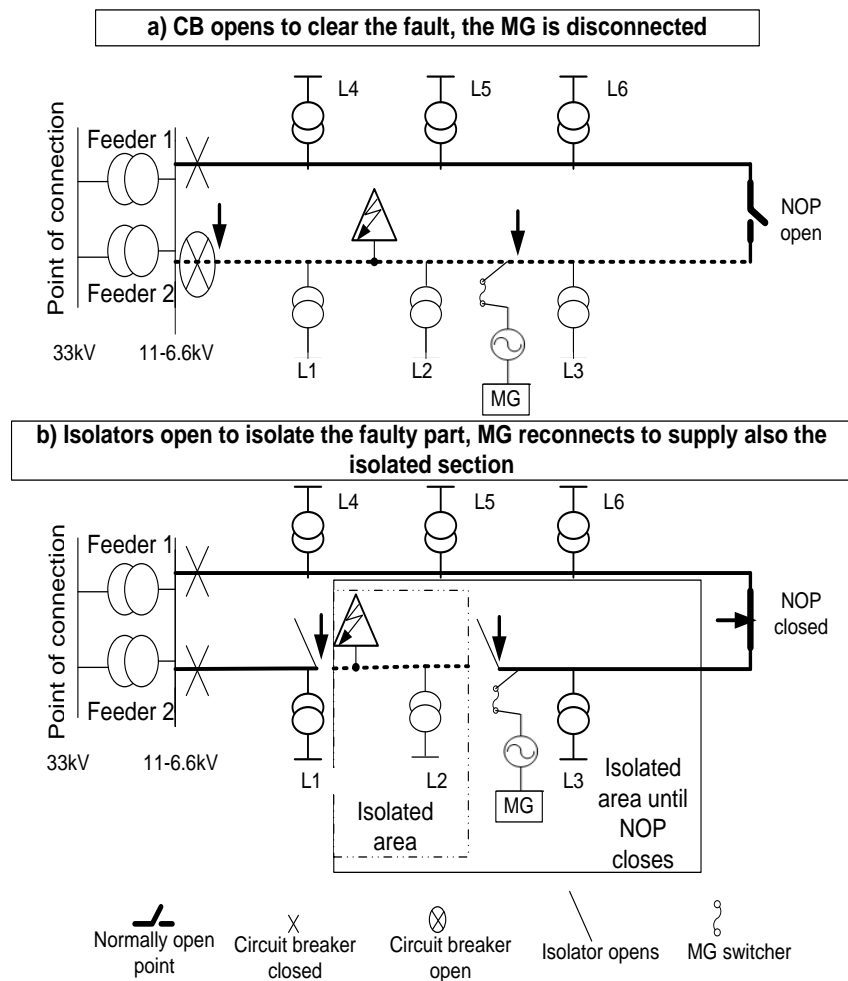 a) CB opens to clear the fault, the MG is disconnected
L4
L5
L6
Point of connection
Feeder 1
NOP
open
Feeder 2
33kV
11-6.6kV
L1
L2
L3
MG
b) Isolators open to isolate the faulty part, MG reconnects to supply also the
isolated section
L4
L5
L6
Point of connection
Feeder 1
NOP
closed
Feeder 2
33kV
11-6.6kV
L1
L2
L3
MG
Isolated
area
Isolated
area until
NOP
closes
Normally open
point
Circuit breaker
closed
Circuit breaker
open
Isolator opens
MG switcher